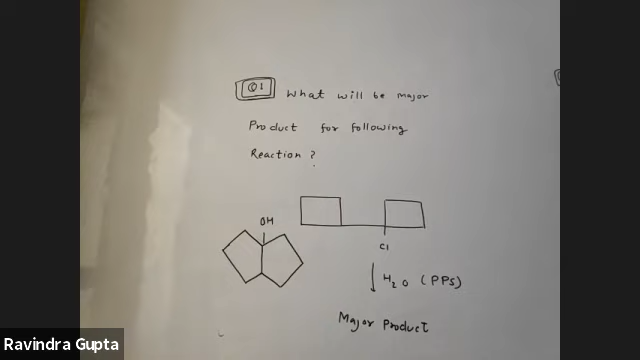 Q1 What will be major
Product for following
Reaction ?
OH
Cl
H2O (PPS)
Major Product
Ravindra Gupta